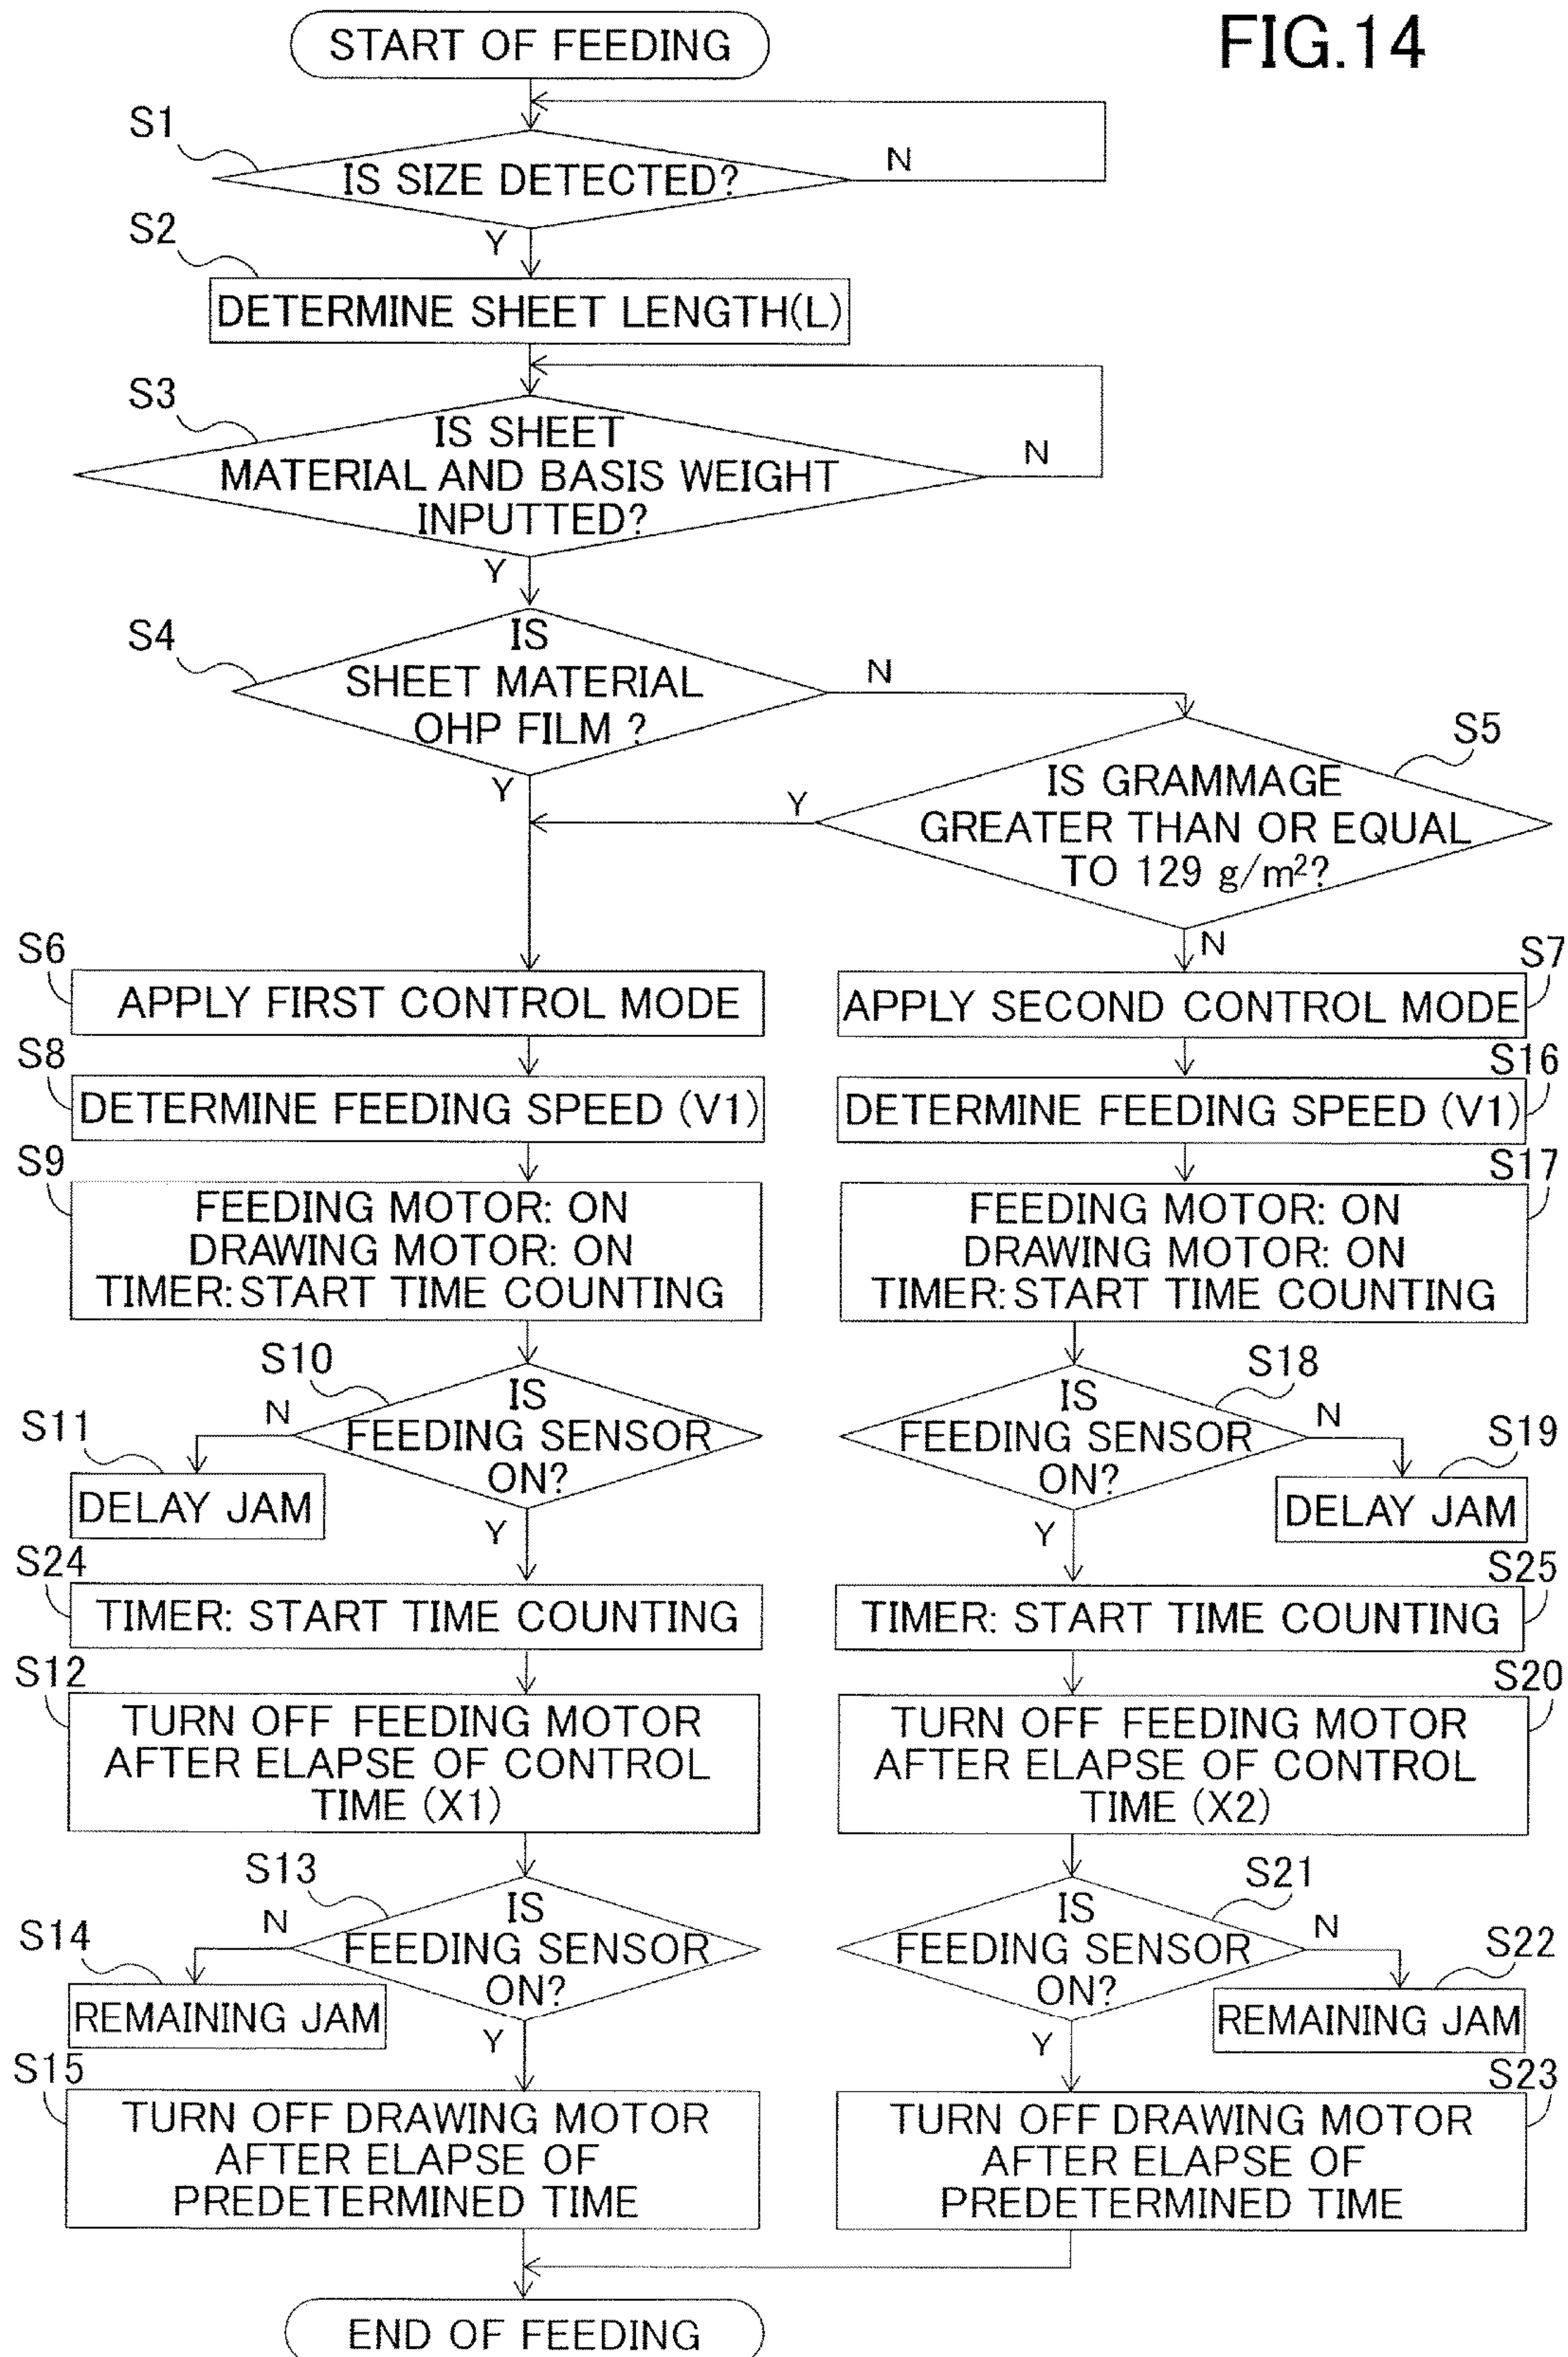 FIG.14
START OF FEEDING
S1
IS SIZE DETECTED?
N
Y
S2
DETERMINE SHEET LENGTH(L)
S3
IS SHEET
MATERIAL AND BASIS WEIGHT
INPUTTED?
N
Y
S4
IS
SHEET MATERIAL
OHP FILM ?
N
Y
S5
IS GRAMMAGE
GREATER THAN OR EQUAL
TO 129 g/m²?
Y
N
S6
APPLY FIRST CONTROL MODE
S7
APPLY SECOND CONTROL MODE
S8
DETERMINE FEEDING SPEED (V1)
S16
DETERMINE FEEDING SPEED (V1)
S9
FEEDING MOTOR: ON
DRAWING MOTOR: ON
TIMER: START TIME COUNTING
S17
FEEDING MOTOR: ON
DRAWING MOTOR: ON
TIMER: START TIME COUNTING
S10
IS
FEEDING SENSOR
ON?
N
Y
S11
DELAY JAM
S18
IS
FEEDING SENSOR
ON?
N
Y
S19
DELAY JAM
S24
TIMER: START TIME COUNTING
S25
TIMER: START TIME COUNTING
S12
TURN OFF FEEDING MOTOR
AFTER ELAPSE OF CONTROL
TIME (X1)
S20
TURN OFF FEEDING MOTOR
AFTER ELAPSE OF CONTROL
TIME (X2)
S13
IS
FEEDING SENSOR
ON?
N
Y
S14
REMAINING JAM
S21
IS
FEEDING SENSOR
ON?
N
Y
S22
REMAINING JAM
S15
TURN OFF DRAWING MOTOR
AFTER ELAPSE OF
PREDETERMINED TIME
S23
TURN OFF DRAWING MOTOR
AFTER ELAPSE OF
PREDETERMINED TIME
END OF FEEDING